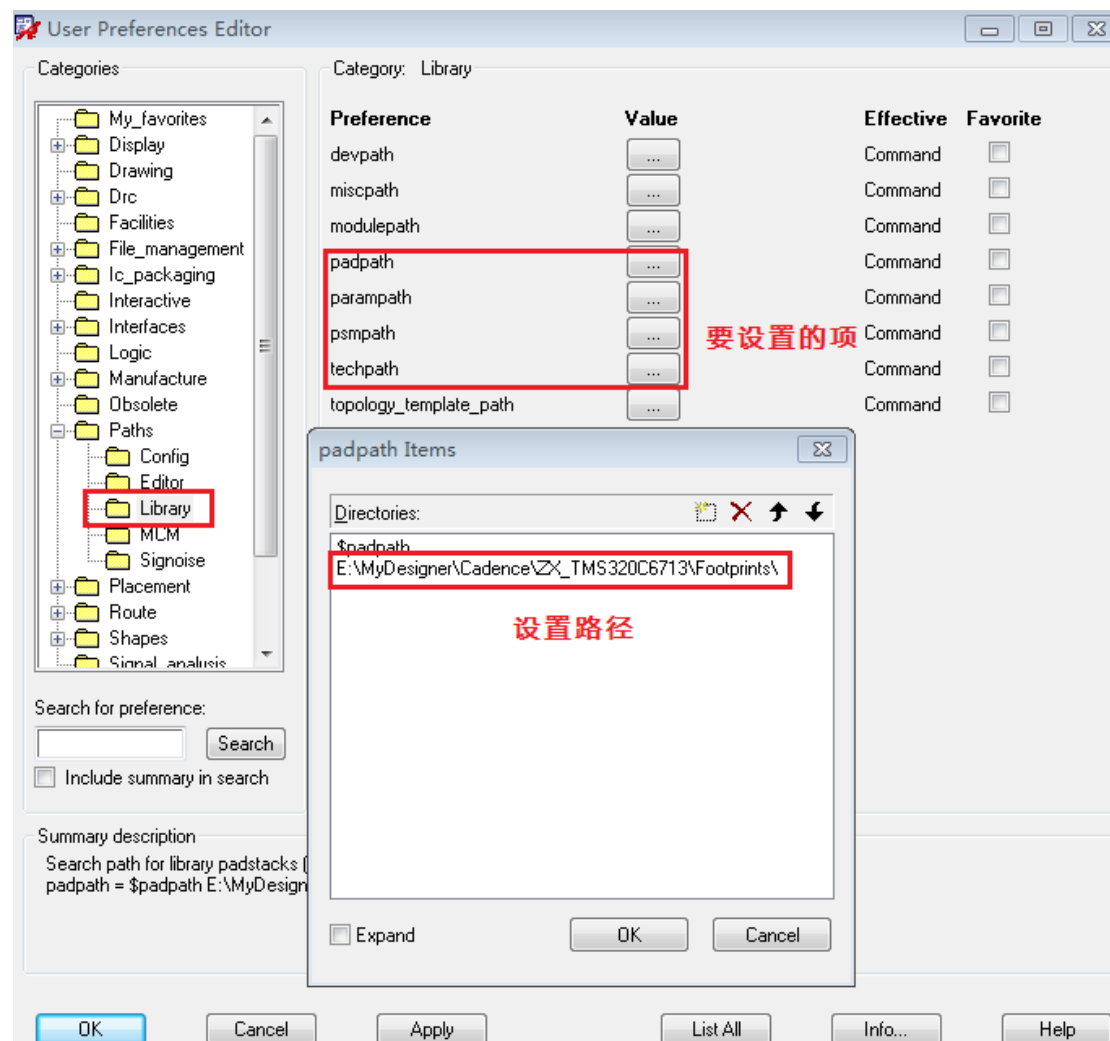 User Preferences Editor
Categories
Category: Library
My_favorites
Display
Drawing
Drc
Facilities
File_management
Ic_packaging
Interactive
Interfaces
Logic
Manufacture
Obsolete
Paths
Config
Editor
Library
MCM
Signoise
Placement
Route
Shapes
Signal_analysis
Preference Value Effective Favorite
devpath ... Command
miscpath ... Command
modulepath ... Command
padpath ... Command
parampath ... Command
psmpath ... Command
techpath ... Command
topology_template_path ... Command
要设置的项
padpath Items
Directories:
$padpath
E:\MyDesigner\Cadence\ZX_TMS320C6713\Footprints\
设置路径
Expand OK Cancel
Search for preference:
Search
Include summary in search
Summary description
Search path for library padstacks (
padpath = $padpath E:\MyDesign
OK Cancel Apply List All Info... Help